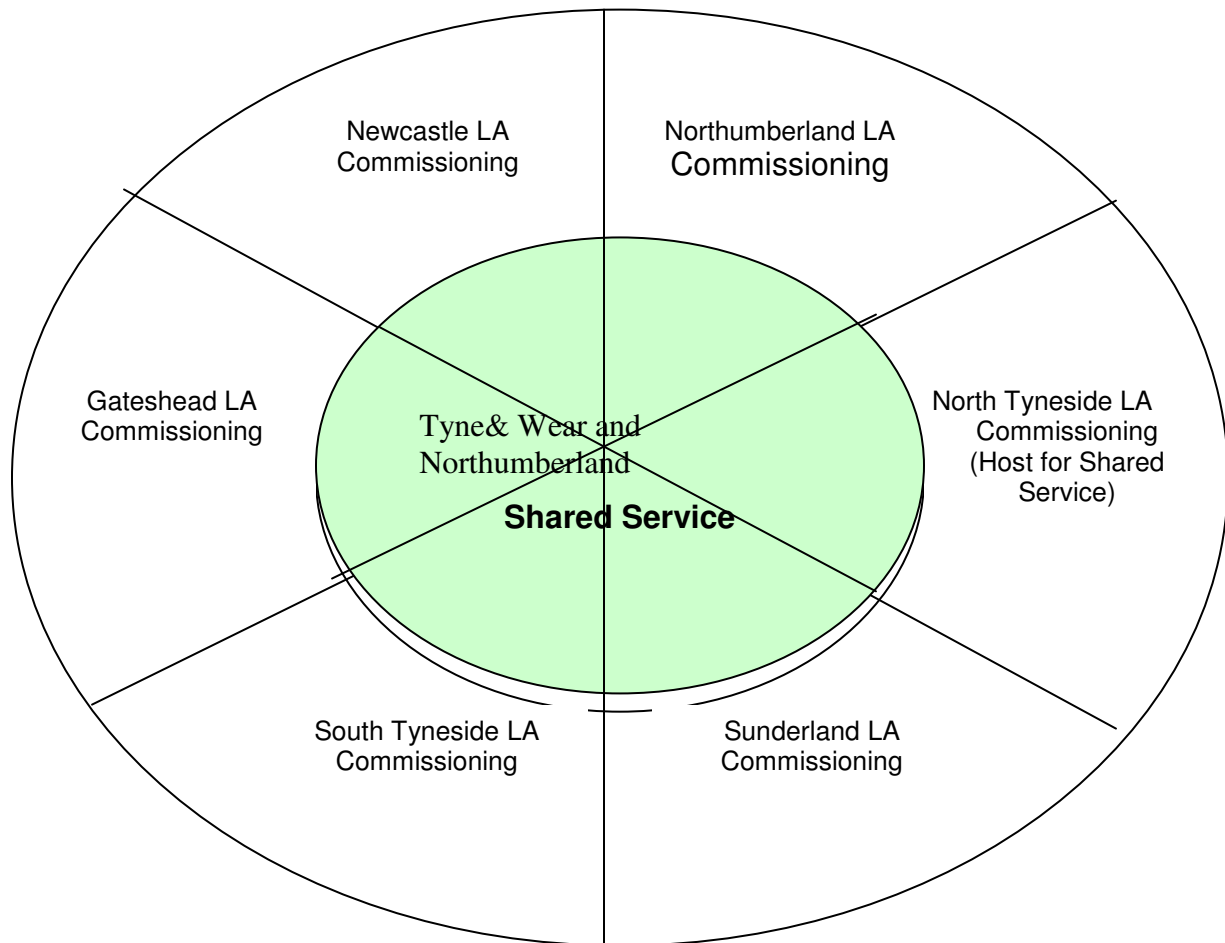 Newcastle LA
Commissioning
Northumberland LA
Commissioning
Gateshead LA
Commissioning
Tyne& Wear and
Northumberland
Shared Service
North Tyneside LA
Commissioning
(Host for Shared
Service)
South Tyneside LA
Commissioning
Sunderland LA
Commissioning